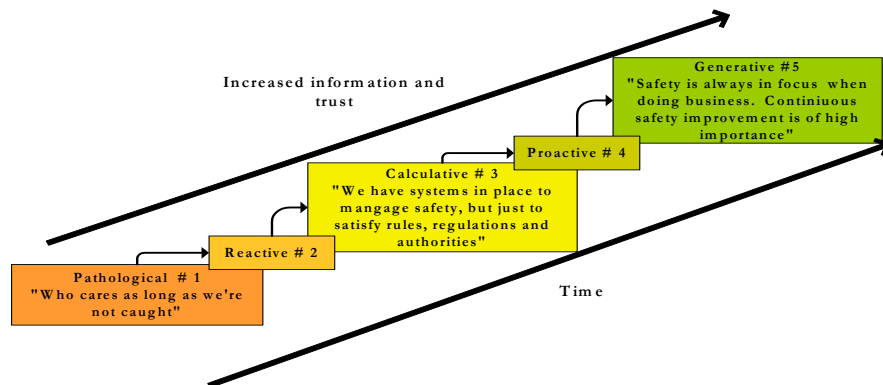 Increased information and
trust
Generative #5
"Safety is always in focus when
doing business. Continiuous
safety improvement is of high
importance"
Proactive # 4
Calculative # 3
"We have systems in place to
mangage safety, but just to
satisfy rules, regulations and
authorities"
Reactive # 2
Pathological # 1
"Who cares as long as we're
not caught"
Time